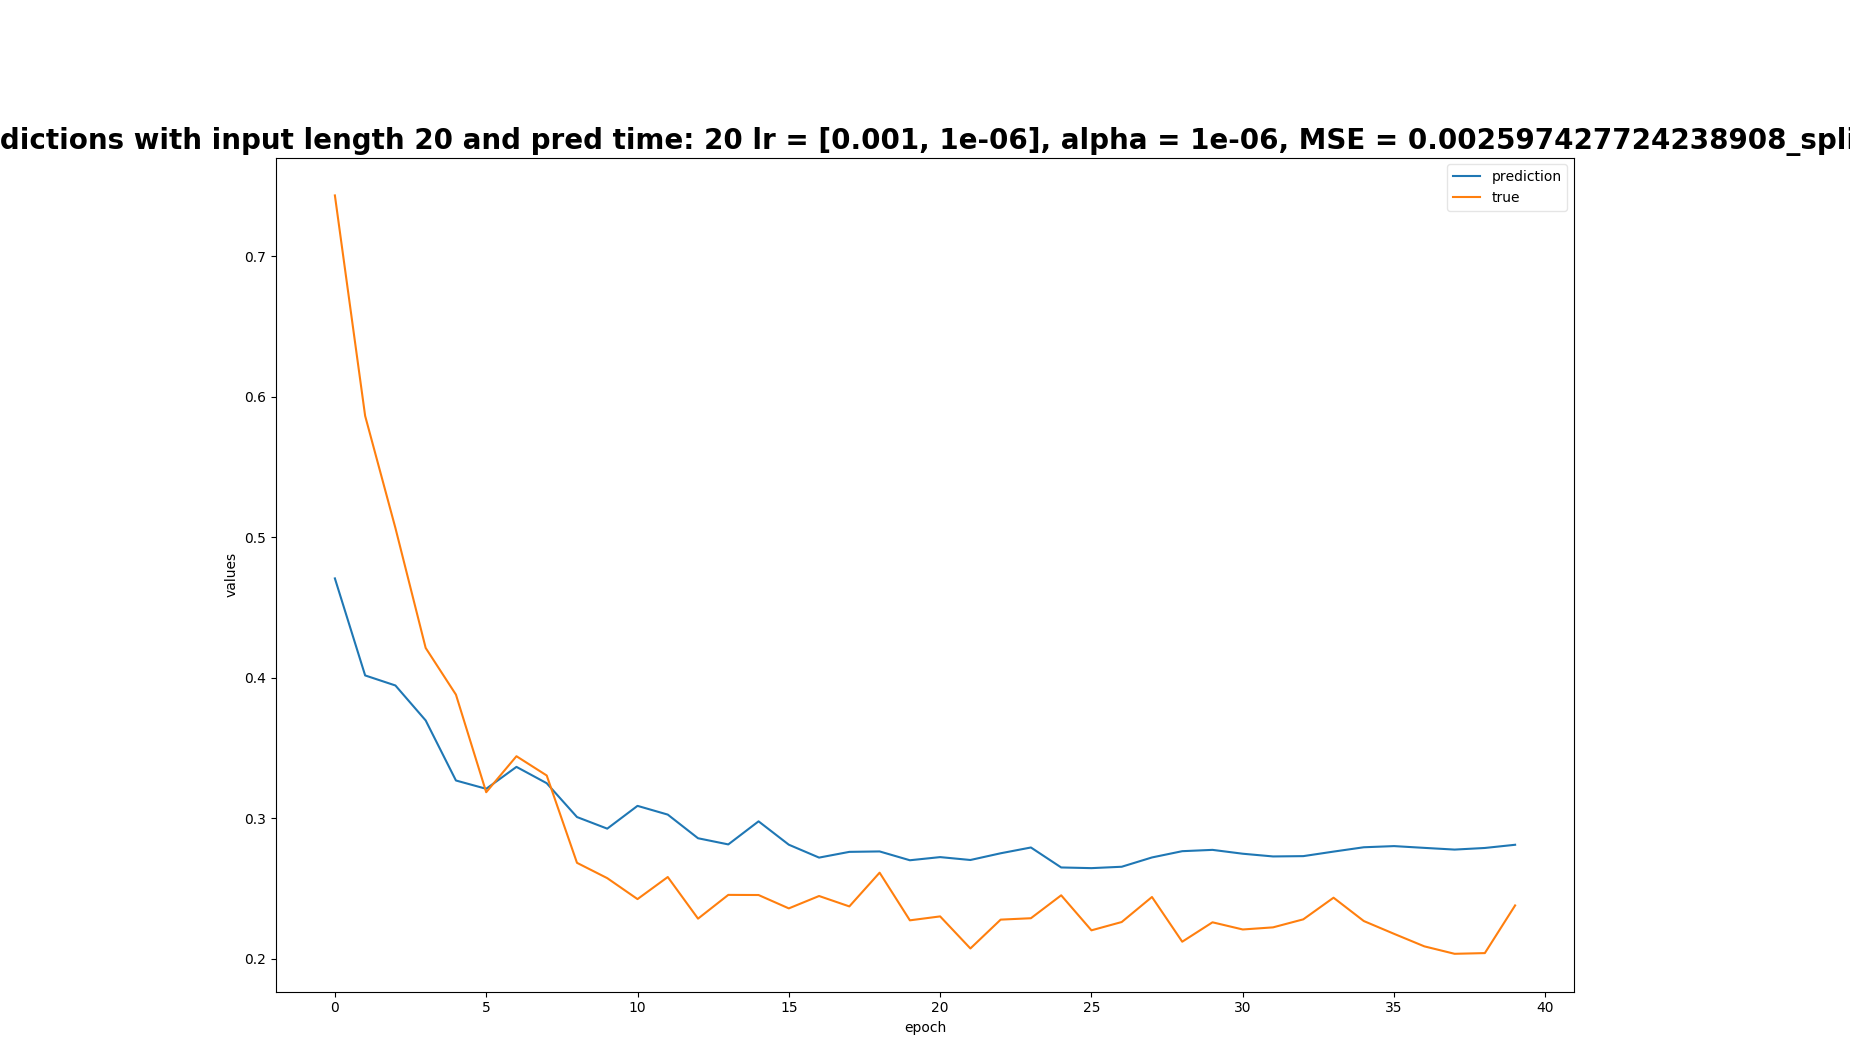 dictions with input length 20 and pred time: 20 lr = [0.001, 1e-06], alpha = 1e-06, MSE = 0.002597427724238908_spli
prediction
true
0.7
0.6
0.5
0.4
0.3
0.2
values
0 5 10 15 20 25 30 35 40
epoch